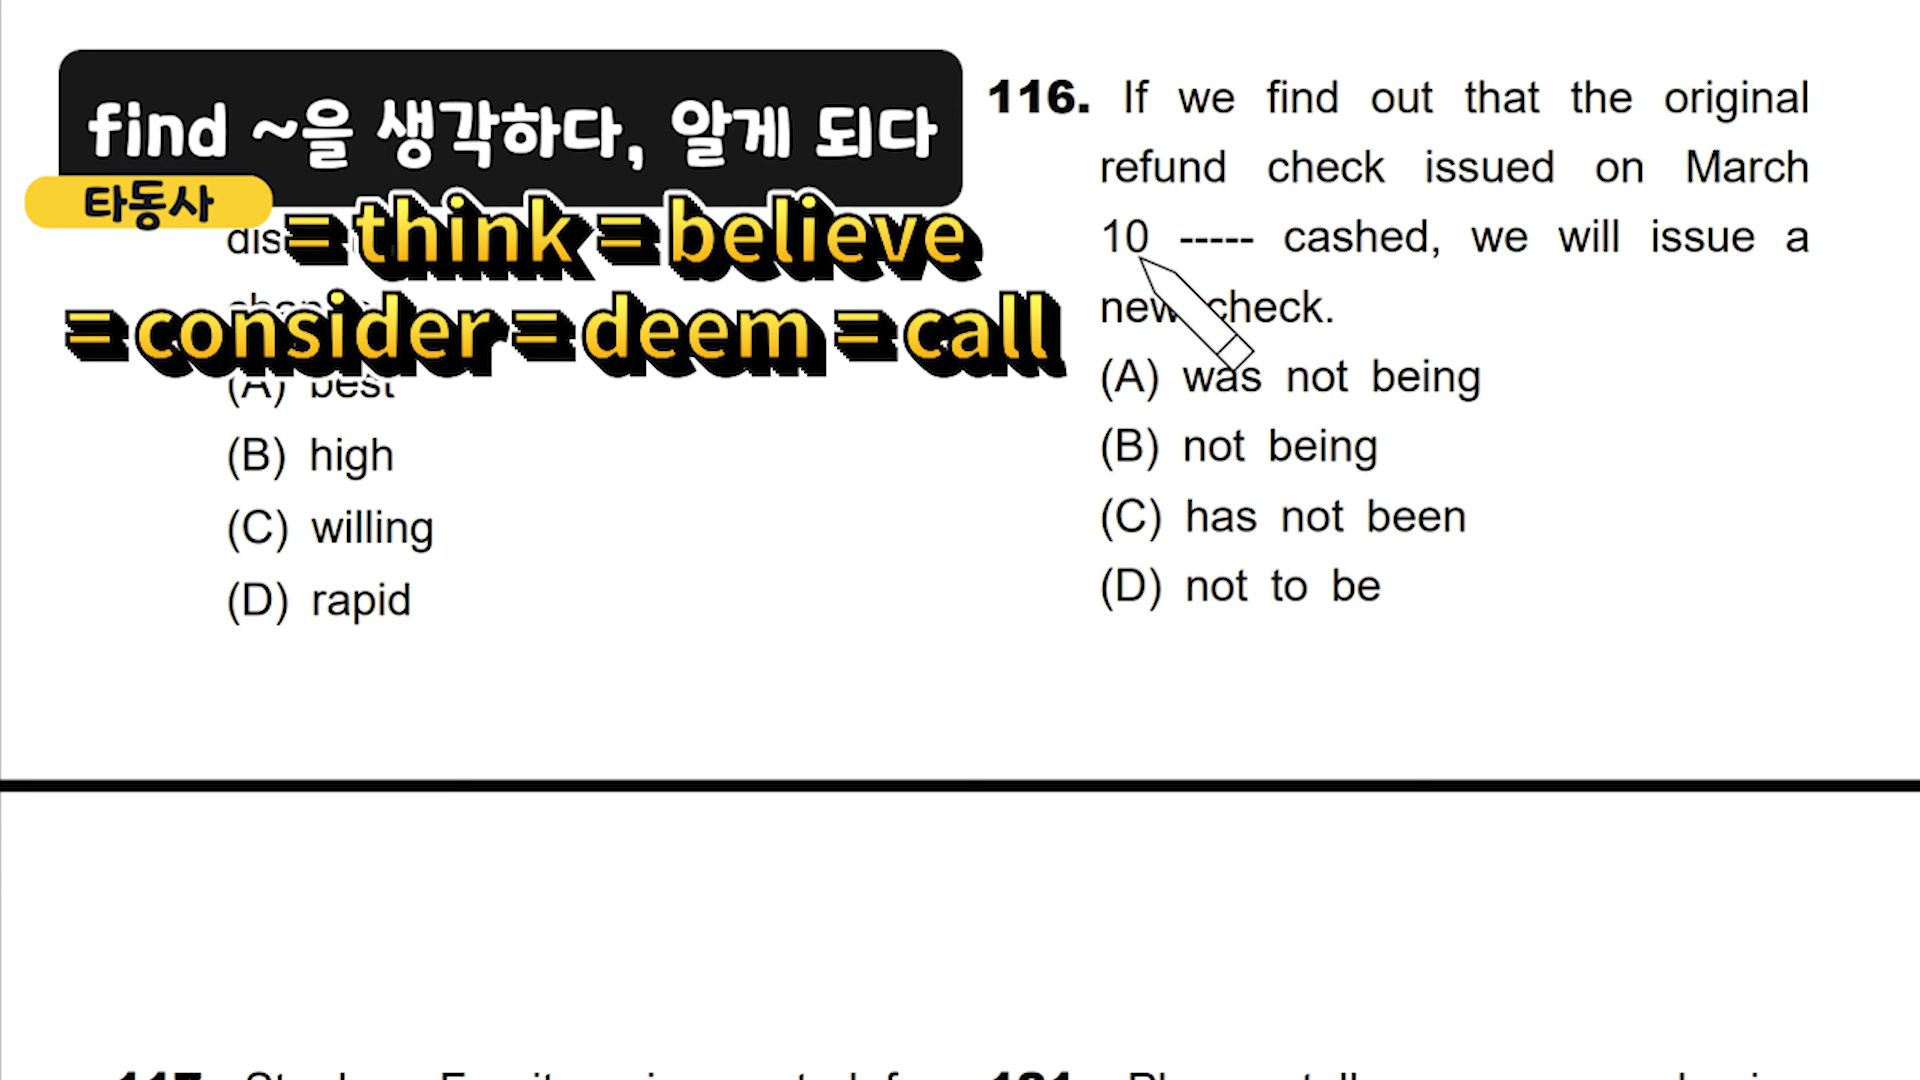 find ~을 생각하다, 알게 되다
타동사
= think = believe
= consider = deem = call
(A) best
(B) high
(C) willing
(D) rapid
116. If we find out that the original
refund check issued on March
10 ----- cashed, we will issue a
new check.
(A) was not being
(B) not being
(C) has not been
(D) not to be